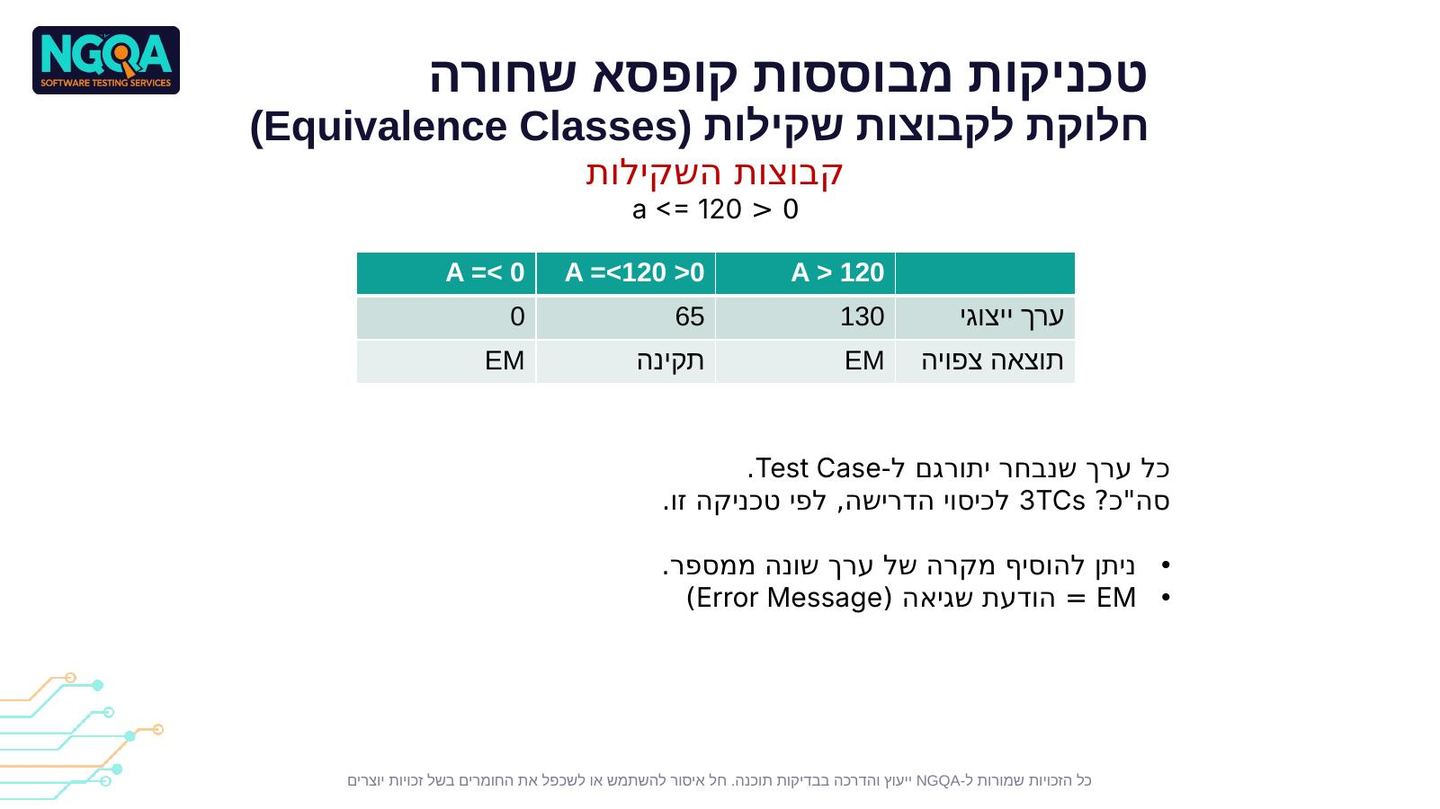 NGQA
SOFTWARE TESTING SERVICES
טכניקות מבוססות קופסא שחורה
חלוקת לקבוצות שקילות (Equivalence Classes)
קבוצות השקילות
a <= 120 > 0
A =< 0 | A =<120 >0 | A > 120
ערך ייצוגי | 130 | 65 | 0
תוצאה צפויה | EM | תקינה | EM
כל ערך שנבחר יתורגם ל-Test Case.
סה"כ? 3TCs לכיסוי הדרישה, לפי טכניקה זו.
• ניתן להוסיף מקרה של ערך שונה ממספר.
• EM = הודעת שגיאה (Error Message)
כל הזכויות שמורות ל-NGQA ייעוץ והדרכה בבדיקות תוכנה. חל איסור להשתמש או לשכפל את החומרים בשל זכויות יוצרים